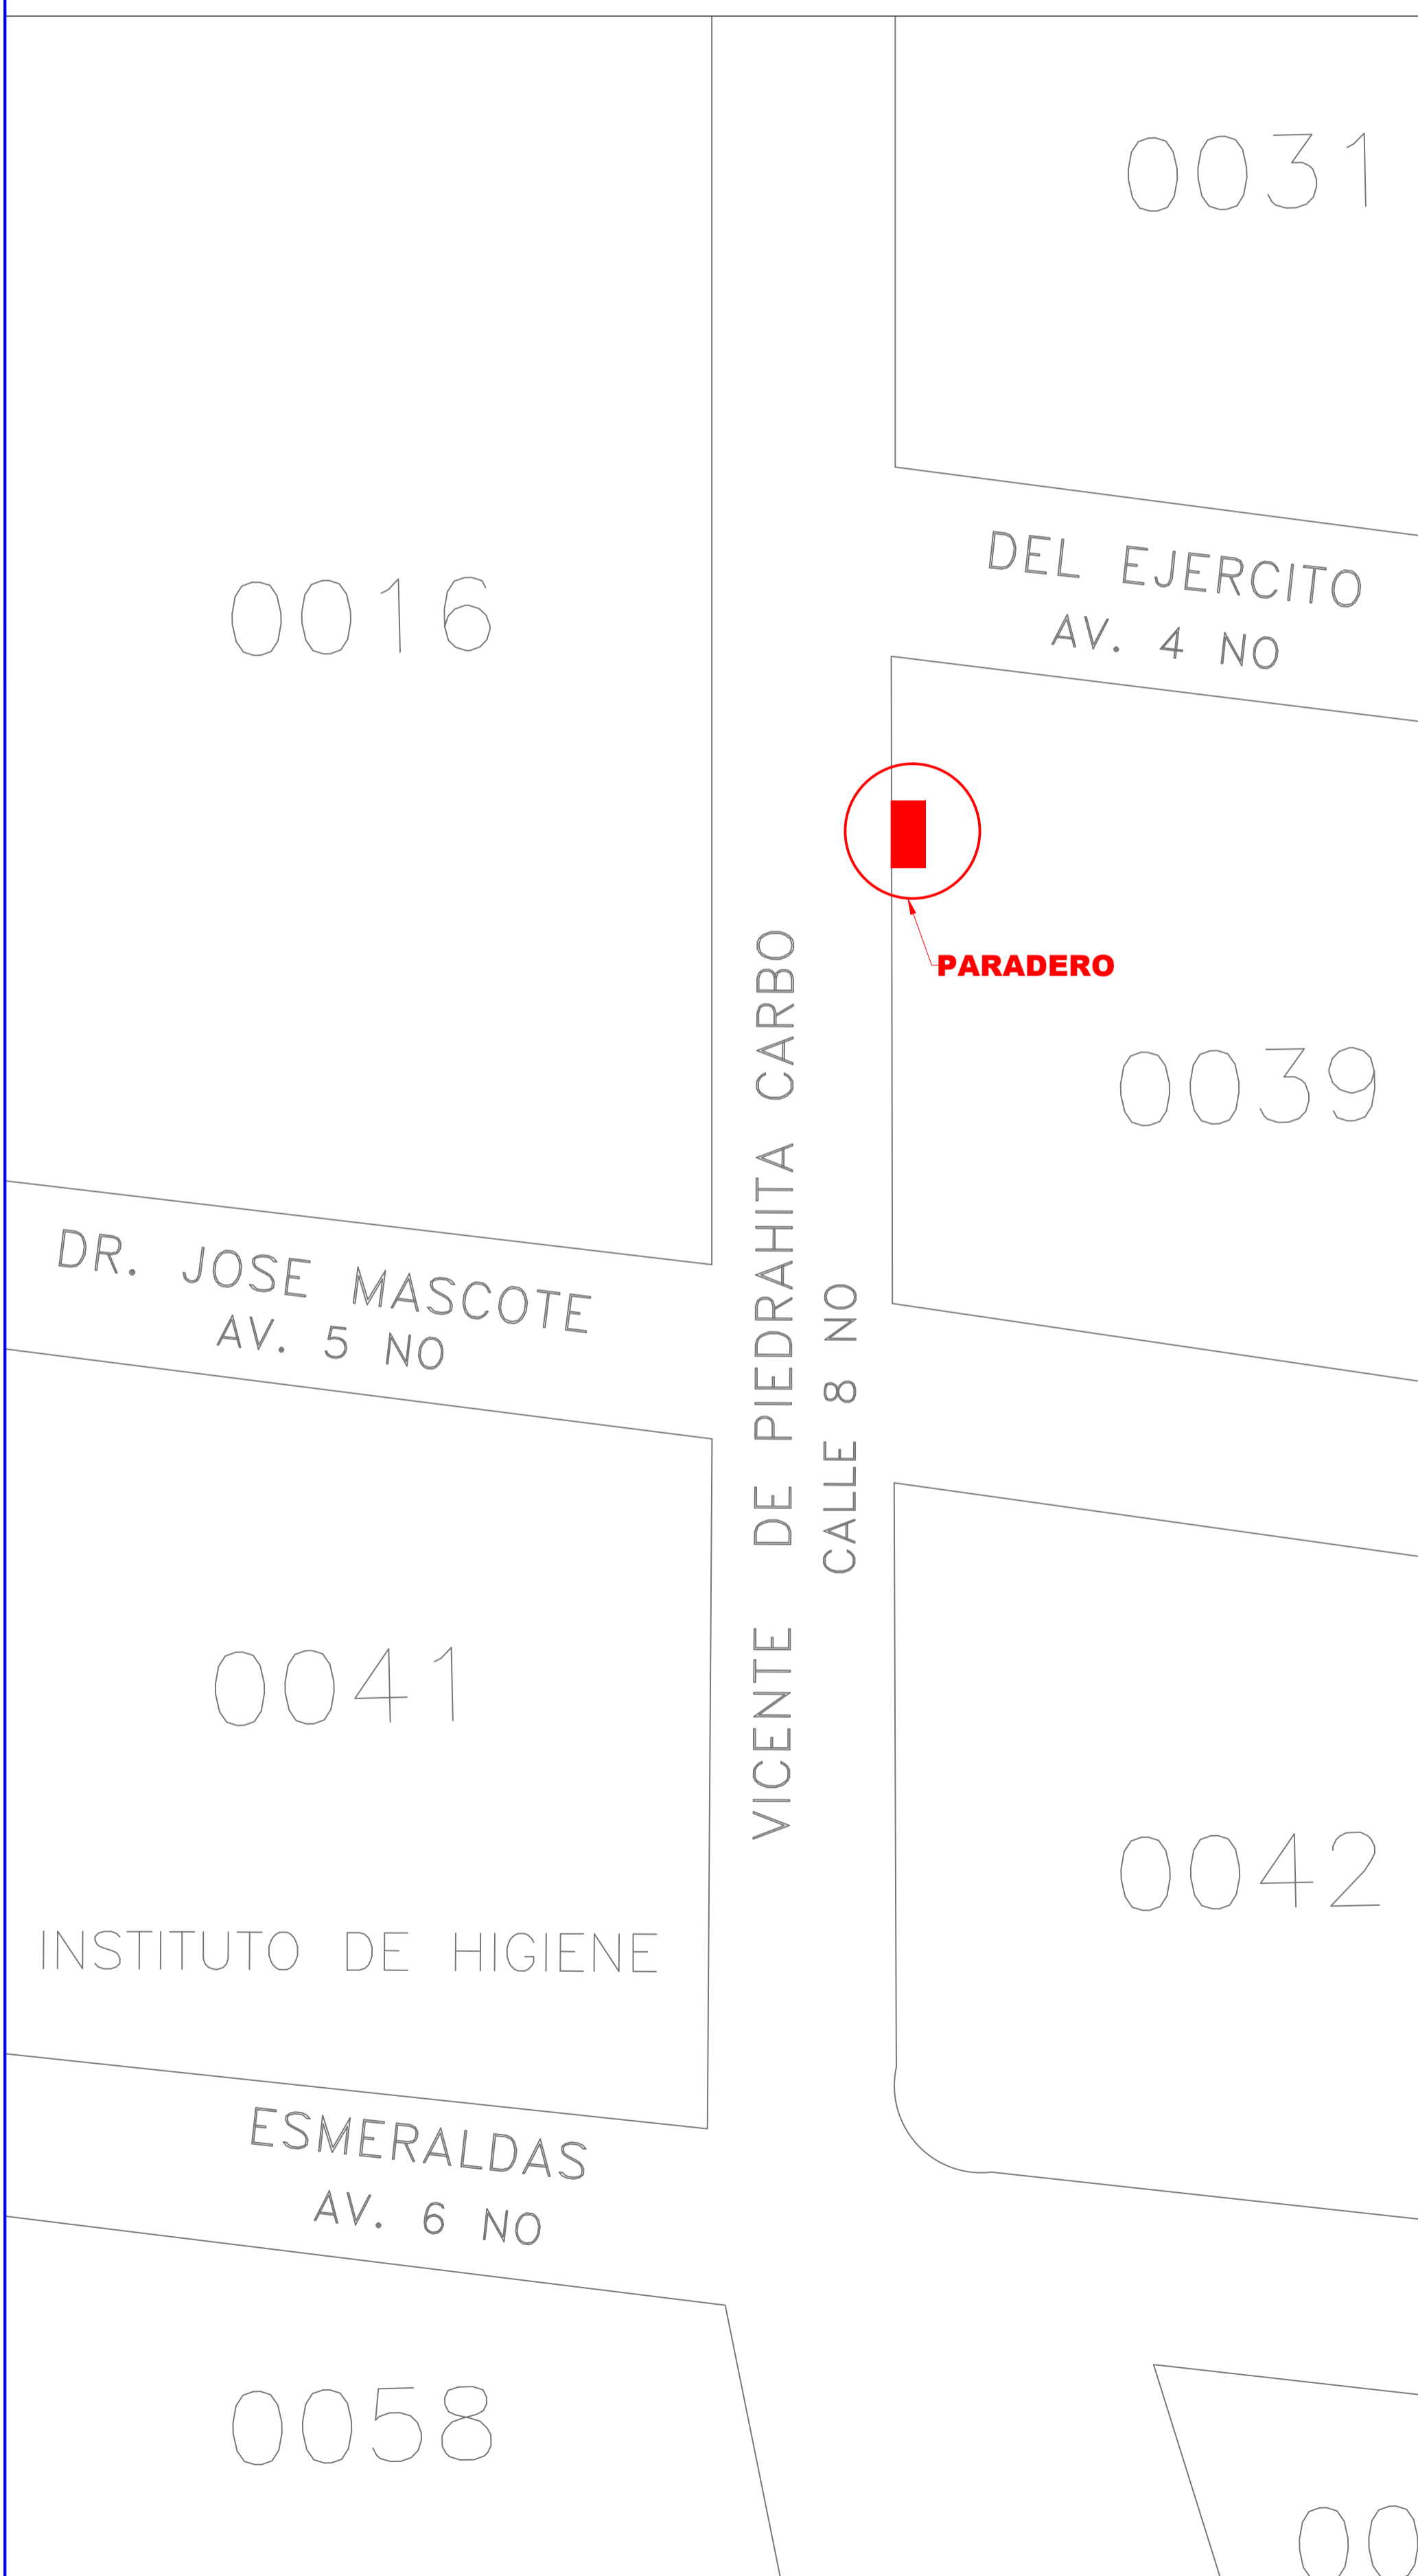 0031
0016
DEL EJERCITO
AV. 4 NO
PARADERO
0039
VICENTE DE PIEDRAHITA CARBO
CALLE 8 NO
DR. JOSE MASCOTE
AV. 5 NO
0041
0042
INSTITUTO DE HIGIENE
ESMERALDAS
AV. 6 NO
0058
00